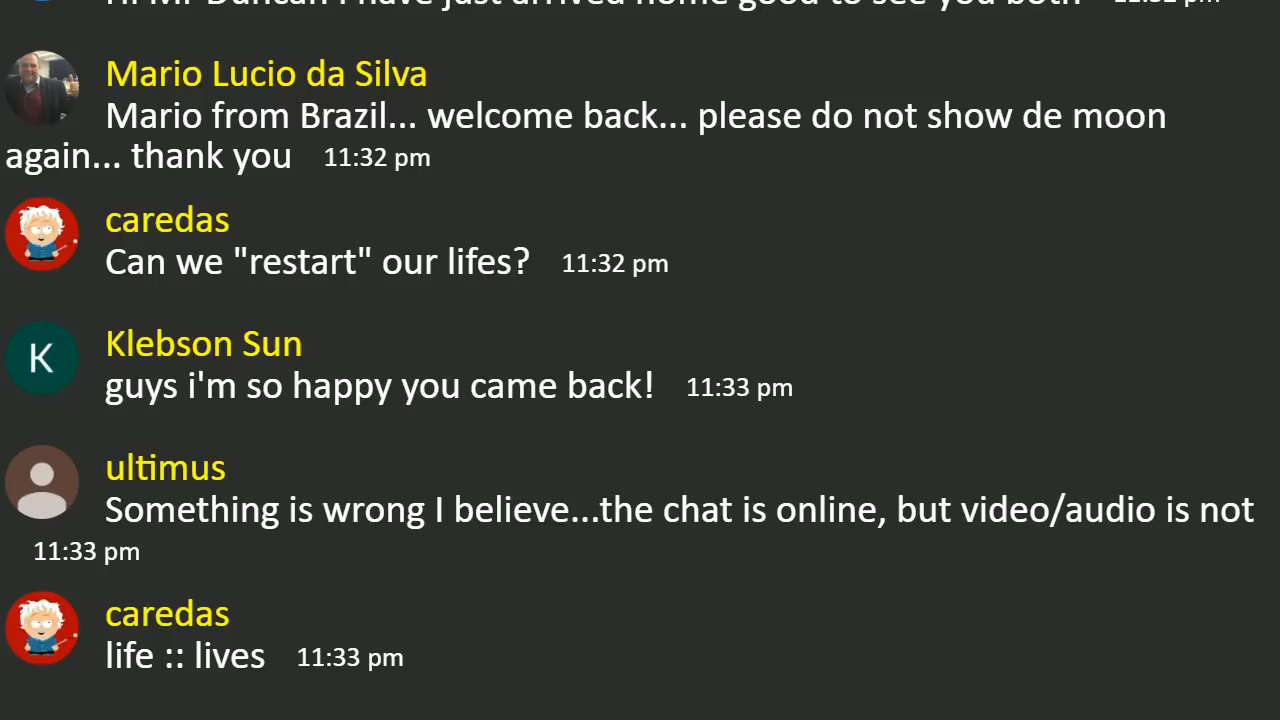 Hi Mr Duncan I have just arrived home good to see you both 11:32 pm
Mario Lucio da Silva
Mario from Brazil... welcome back... please do not show de moon
again... thank you 11:32 pm
caredas
Can we "restart" our lifes? 11:32 pm
K
Klebson Sun
guys i'm so happy you came back! 11:33 pm
ultimus
Something is wrong I believe...the chat is online, but video/audio is not
11:33 pm
caredas
life :: lives 11:33 pm